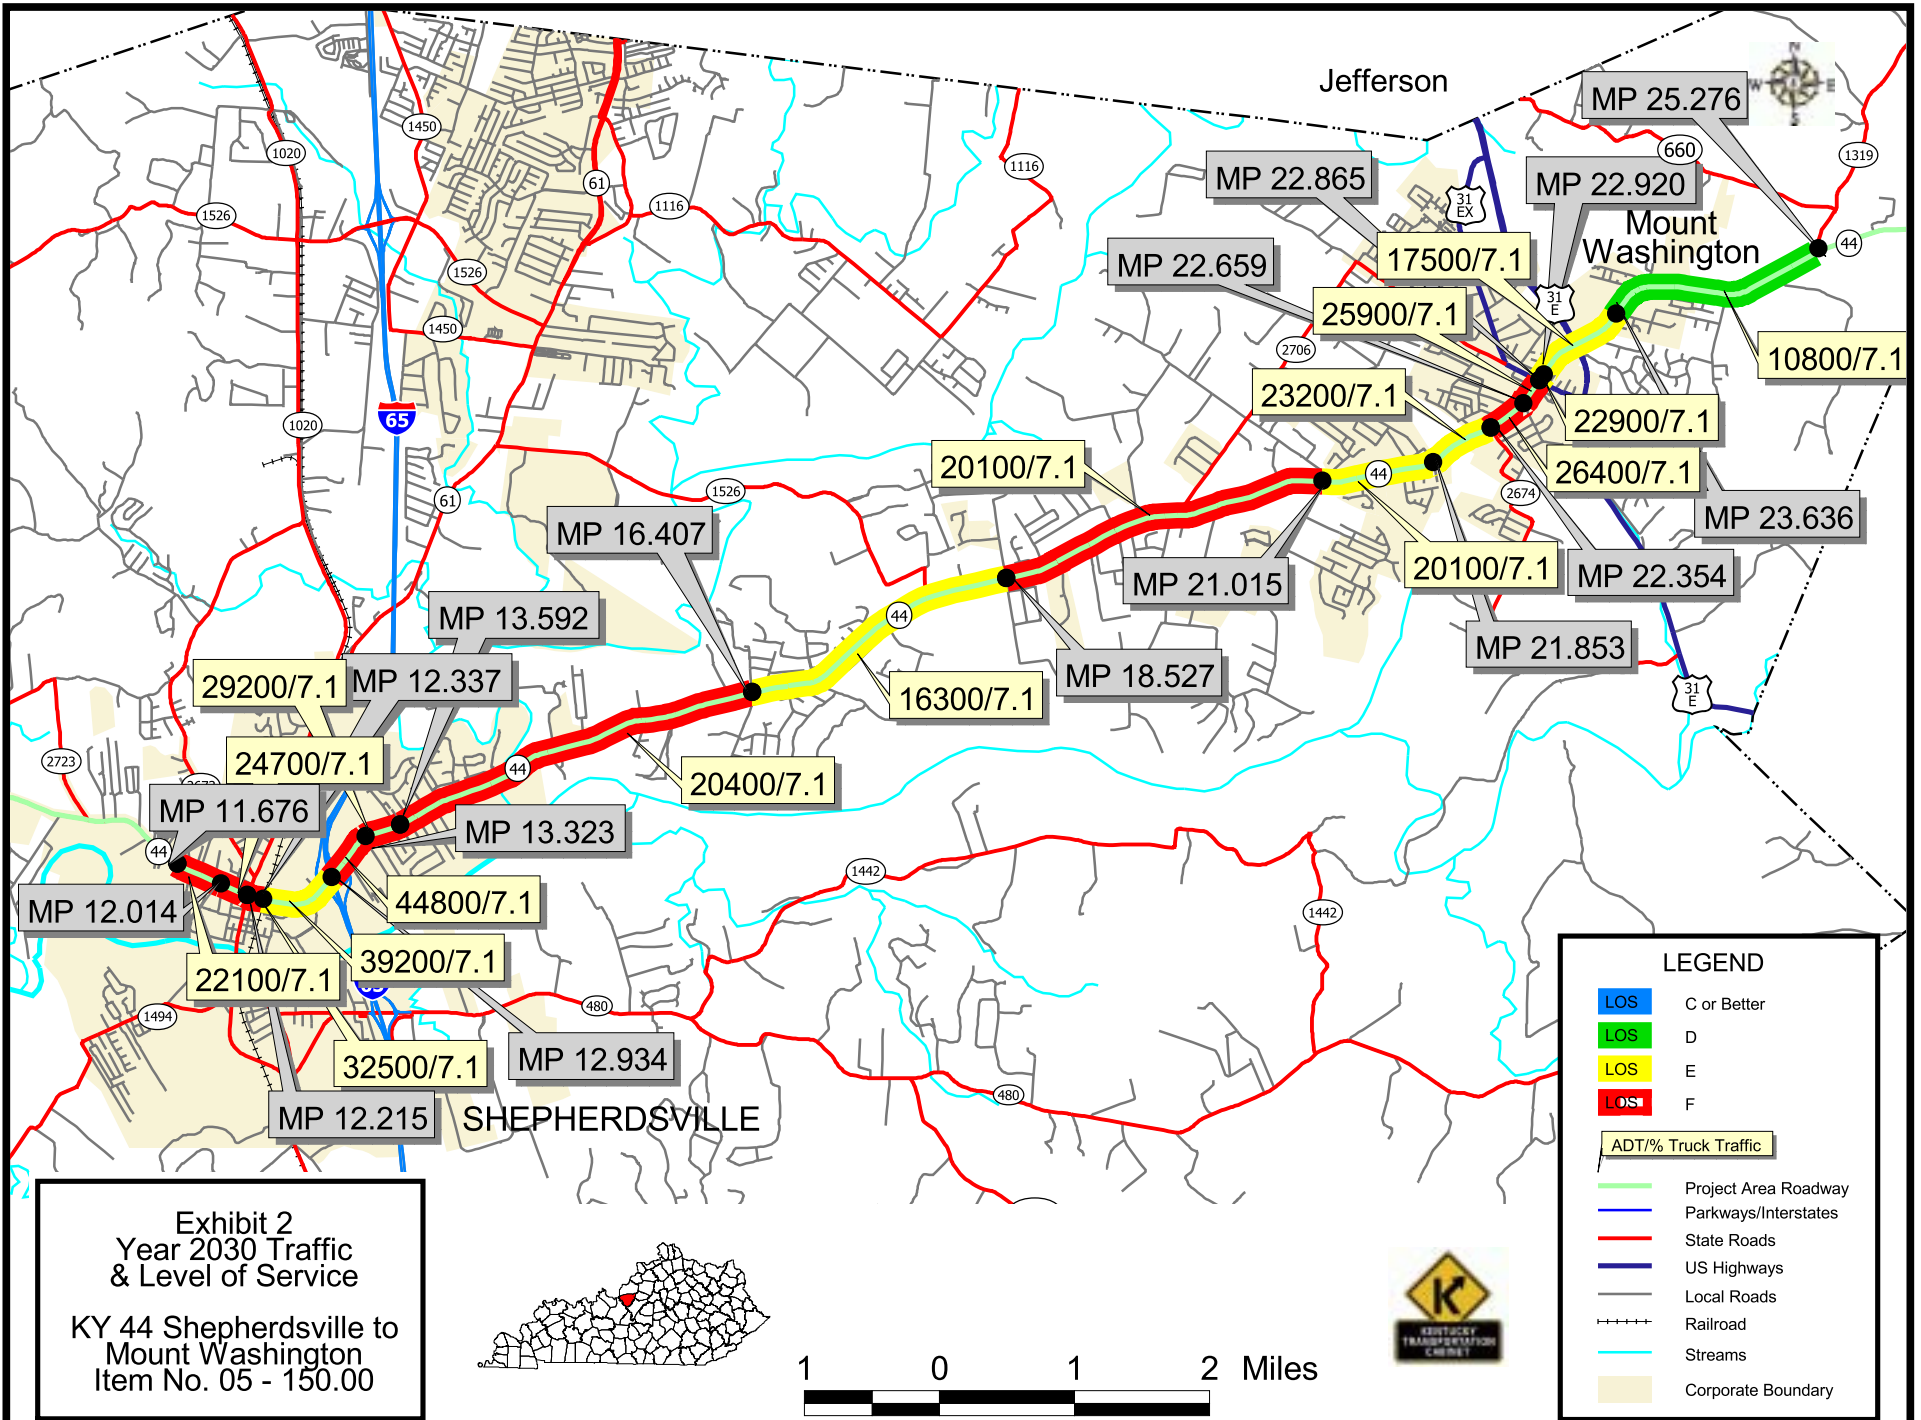 Jefferson
MP 25.276
N
W
E
S
1450
1020
660
1319
61
1116
MP 22.865
31
EX
MP 22.920
1526
1116
Mount
Washington
44
1526
MP 22.659
17500/7.1
31
E
1450
25900/7.1
2706
10800/7.1
65
1020
23200/7.1
22900/7.1
20100/7.1
44
26400/7.1
61
1526
2674
MP 16.407
MP 23.636
MP 21.015
20100/7.1
MP 22.354
MP 13.592
44
MP 21.853
29200/7.1
MP 12.337
MP 18.527
16300/7.1
31
E
24700/7.1
2723
44
20400/7.1
MP 11.676
MP 13.323
44
1442
MP 12.014
44800/7.1
1442
39200/7.1
22100/7.1
1494
480
32500/7.1
MP 12.934
480
MP 12.215
SHEPHERDSVILLE
LEGEND
LOS C or Better
LOS D
LOS E
LOS F
ADT/% Truck Traffic
Project Area Roadway
Parkways/Interstates
State Roads
US Highways
Local Roads
Railroad
Streams
Corporate Boundary
Exhibit 2
Year 2030 Traffic
& Level of Service
KY 44 Shepherdsville to
Mount Washington
Item No. 05 - 150.00
1 0 1 2 Miles
KENTUCKY
TRANSPORTATION
CABINET